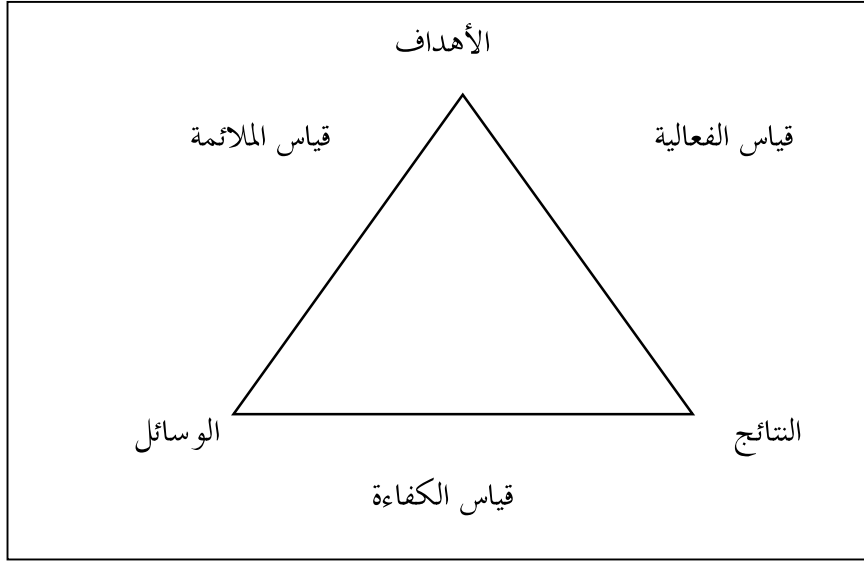 الأهداف
قياس الفعالية
قياس الملائمة
النتائج
الوسائل
قياس الكفاءة